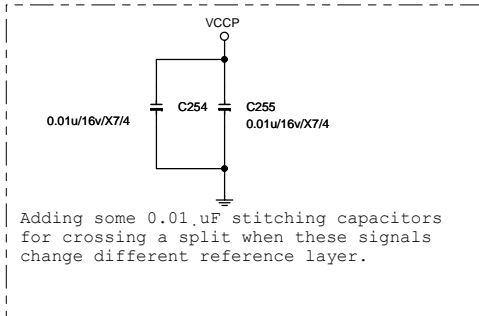 VCCP
C254
C255
0.01u/16v/X7/4
0.01u/16v/X7/4
Adding some 0.01 uF stitching capacitors
for crossing a split when these signals
change different reference layer.